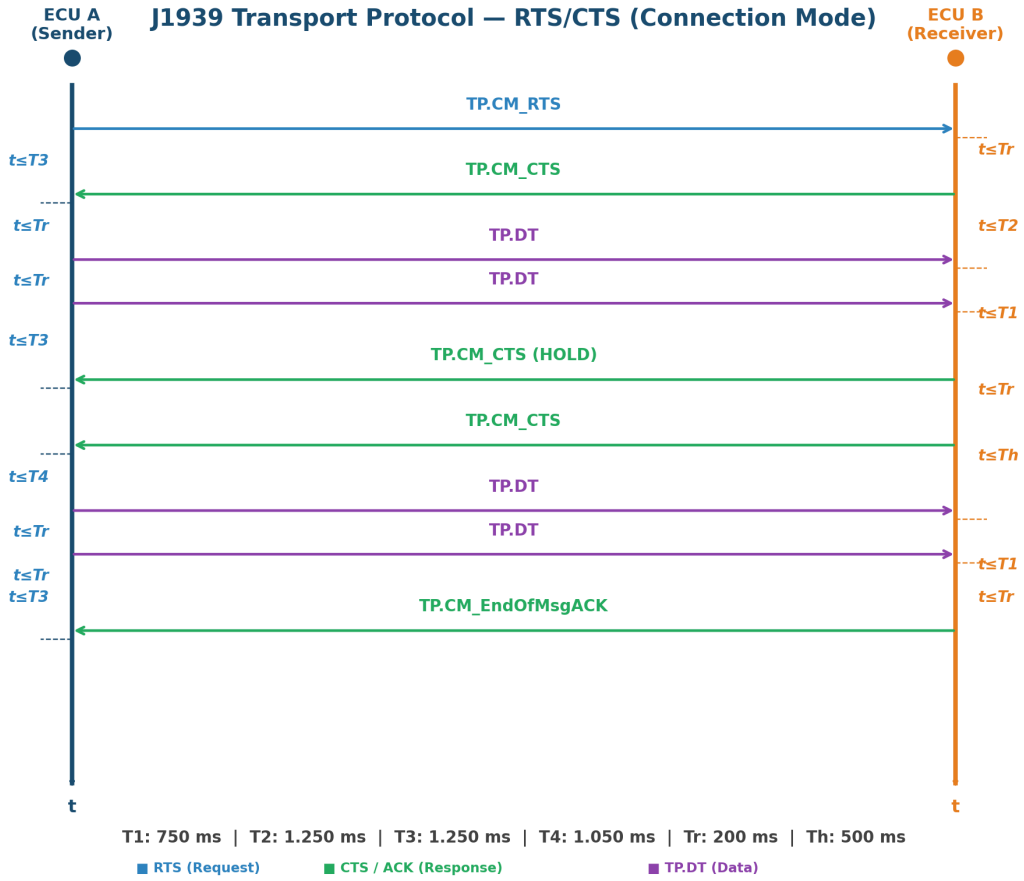 ECU A
(Sender)
J1939 Transport Protocol — RTS/CTS (Connection Mode)
ECU B
(Receiver)
TP.CM_RTS
t≤Tr
t≤T3
TP.CM_CTS
t≤Tr
TP.DT
t≤T2
t≤Tr
TP.DT
t≤T1
t≤T3
TP.CM_CTS (HOLD)
t≤Tr
TP.CM_CTS
t≤Th
t≤T4
TP.DT
t≤Tr
TP.DT
t≤T1
t≤Tr
t≤T3
t≤Tr
TP.CM_EndOfMsgACK
t
t
T1: 750 ms | T2: 1.250 ms | T3: 1.250 ms | T4: 1.050 ms | Tr: 200 ms | Th: 500 ms
■ RTS (Request)
■ CTS / ACK (Response)
■ TP.DT (Data)